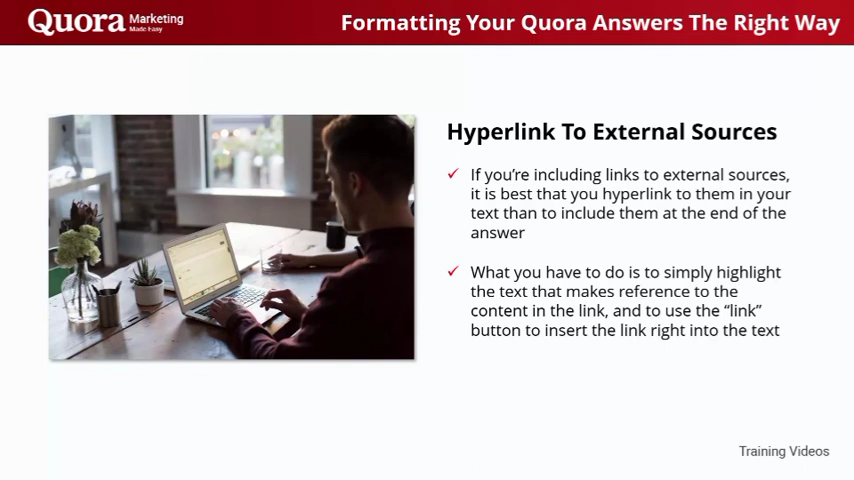 Quora Marketing
Made Easy
Formatting Your Quora Answers The Right Way
Hyperlink To External Sources
If you’re including links to external sources,
it is best that you hyperlink to them in your
text than to include them at the end of the
answer
What you have to do is to simply highlight
the text that makes reference to the
content in the link, and to use the “link”
button to insert the link right into the text
Training Videos